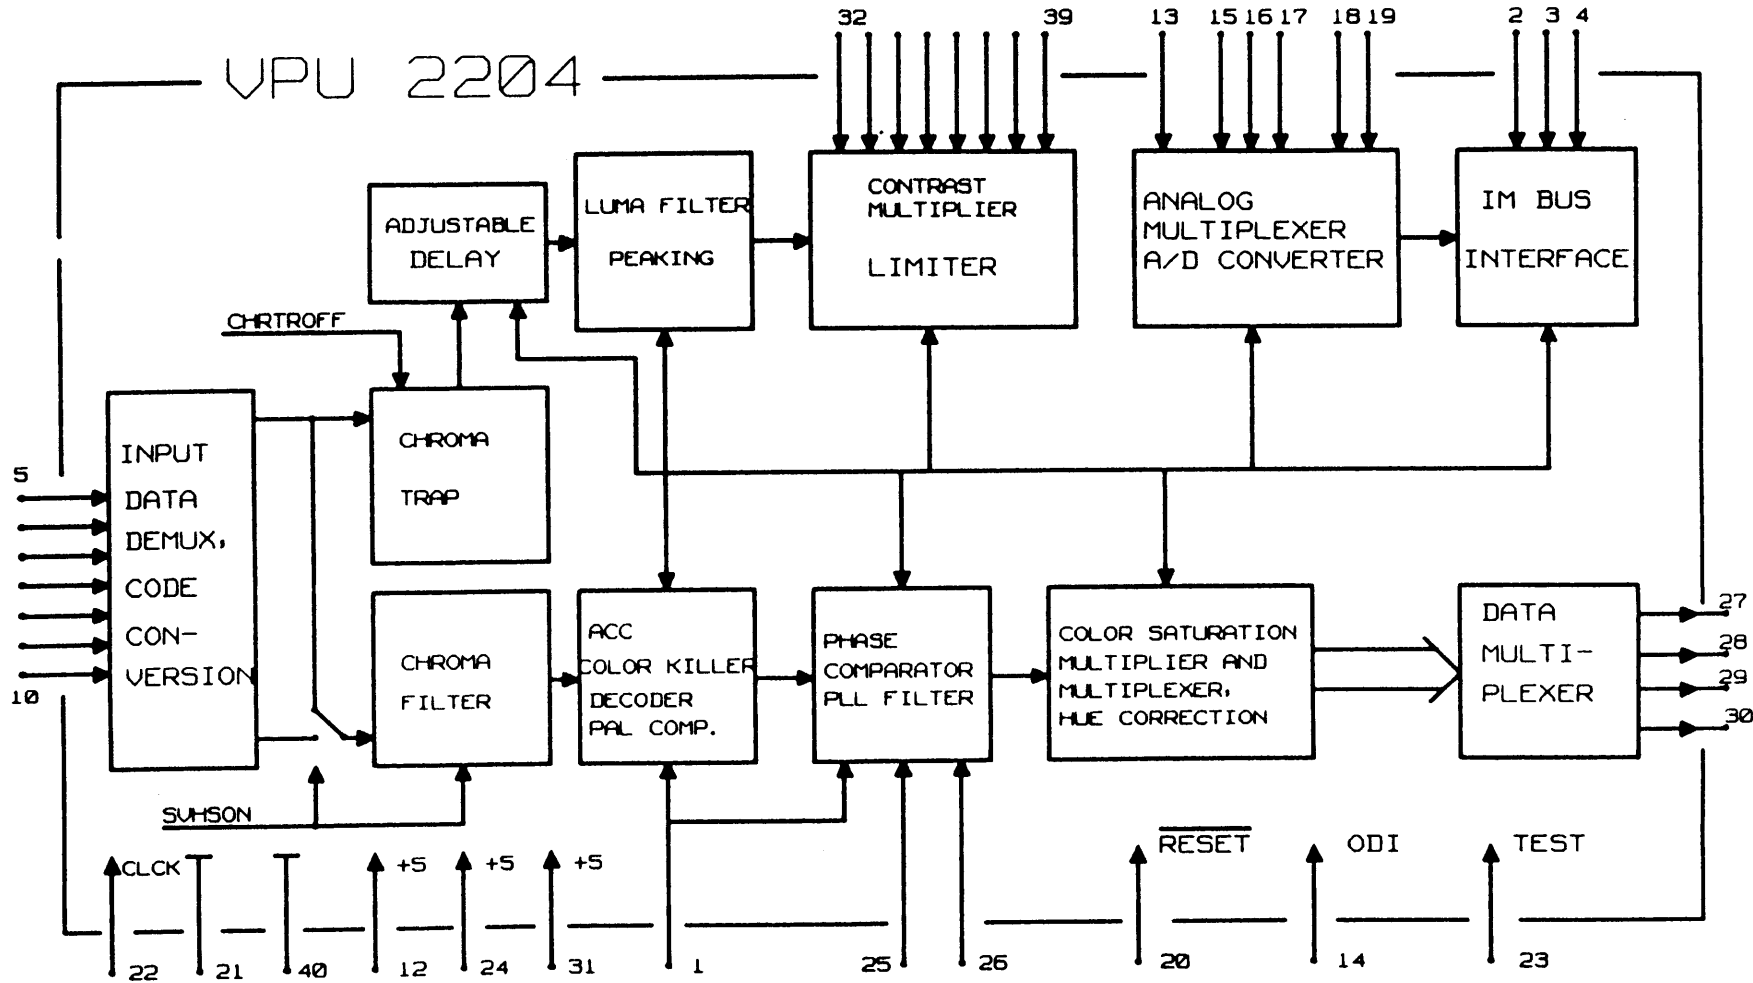 32 39 13 15 16 17 18 19 2 3 4
VPU 2204
CONTRAST
MULTIPLIER
LIMITER
ANALOG
MULTIPLEXER
A/D CONVERTER
IM BUS
INTERFACE
LUMA FILTER
PEAKING
ADJUSTABLE
DELAY
CHRTROFF
CHROMA
TRAP
INPUT
DATA
DEMUX,
CODE
CON-
VERSION
5
10
CHROMA
FILTER
ACC
COLOR KILLER
DECODER
PAL COMP.
PHASE
COMPARATOR
PLL FILTER
COLOR SATURATION
MULTIPLIER AND
MULTIPLEXER,
HUE CORRECTION
DATA
MULTI-
PLEXER
27
28
29
30
SVHSON
CLCK +5 +5 +5
RESET ODI TEST
22 21 40 12 24 31 1 25 26 20 14 23